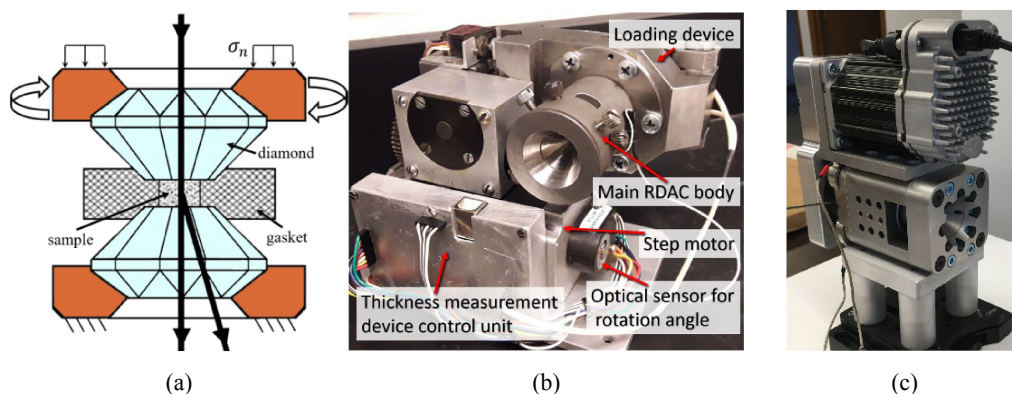 σn
diamond
sample
gasket
Loading device
Main RDAC body
Step motor
Thickness measurement
device control unit
Optical sensor for
rotation angle
(a)
(b)
(c)